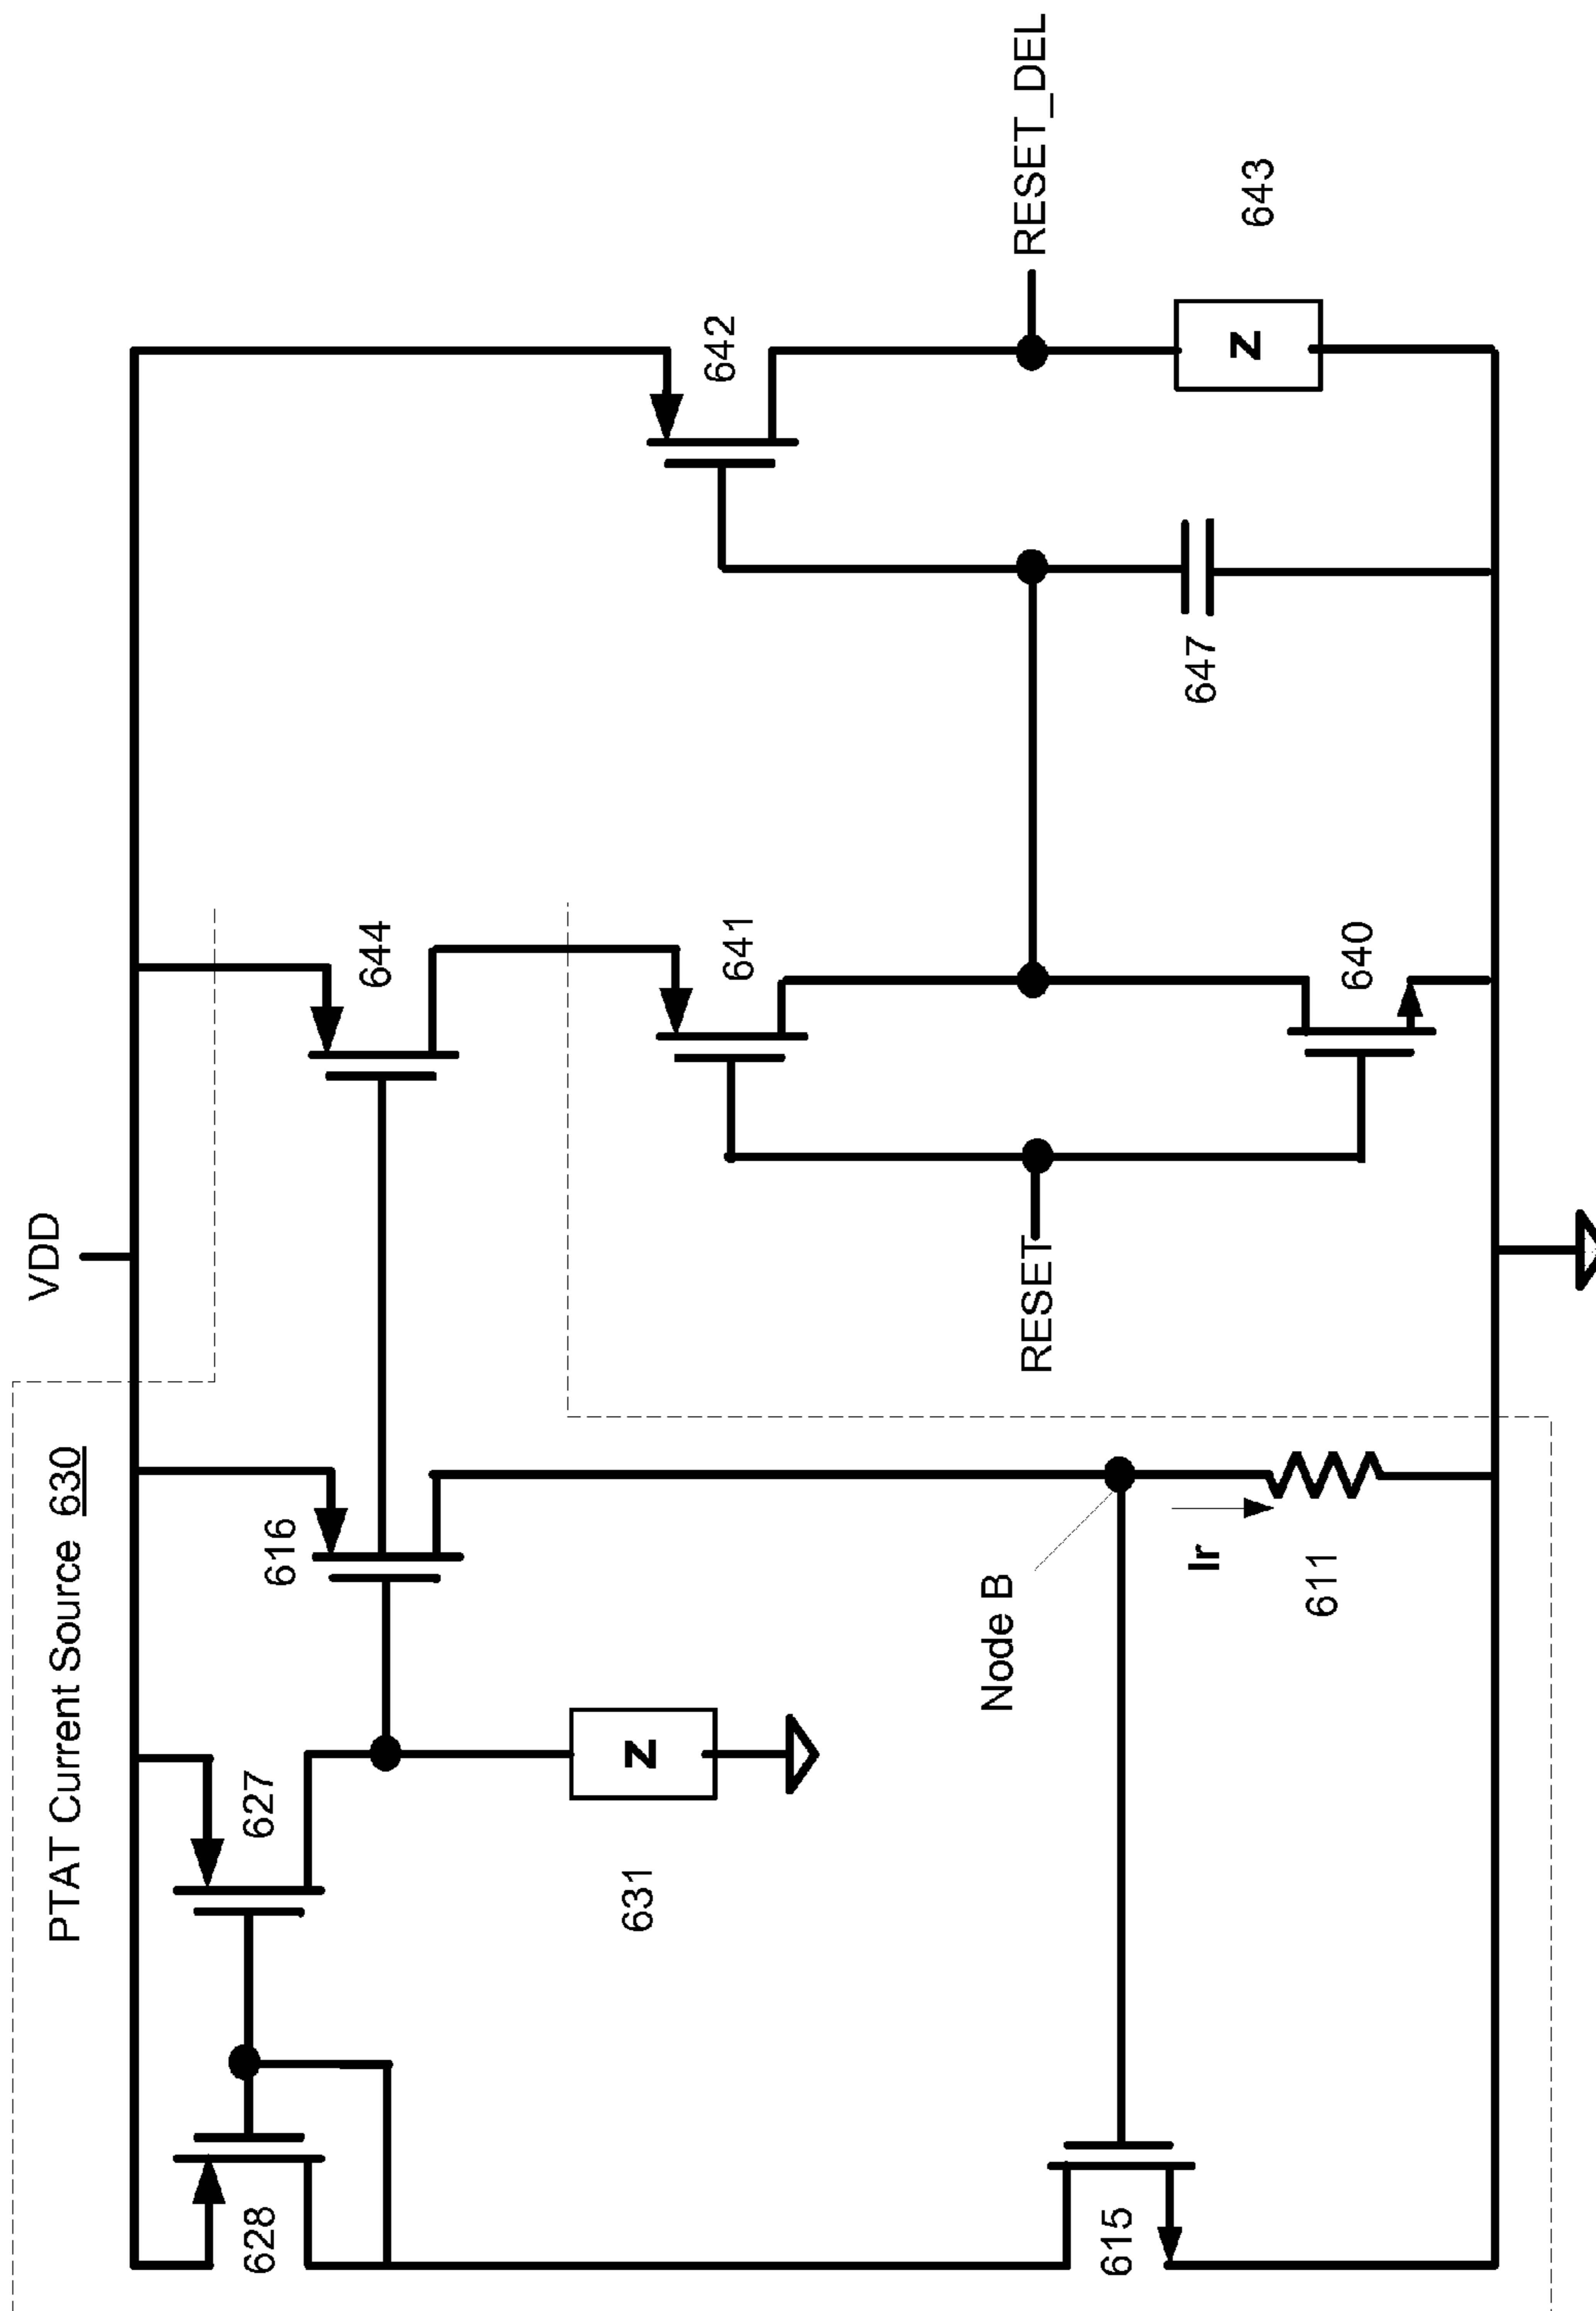 PTAT Current Source 630
VDD
628
627
616
644
642
631
641
Node B
RESET
RESET_DEL
Ir
615
611
640
647
Z
Z
643